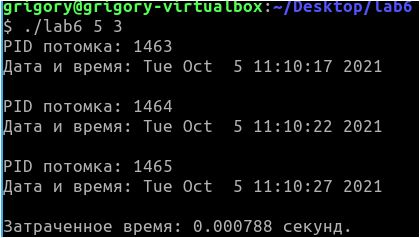 grigory@grigory-virtualbox:~/Desktop/lab6
$ ./lab6 5 3
PID потомка: 1463
Дата и время: Tue Oct  5 11:10:17 2021
PID потомка: 1464
Дата и время: Tue Oct  5 11:10:22 2021
PID потомка: 1465
Дата и время: Tue Oct  5 11:10:27 2021
Затраченное время: 0.000788 секунд.